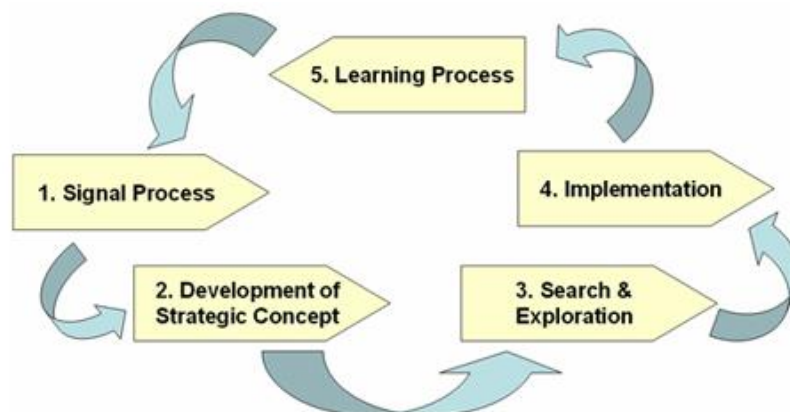 5. Learning Process
1. Signal Process
4. Implementation
2. Development of
Strategic Concept
3. Search &
Exploration